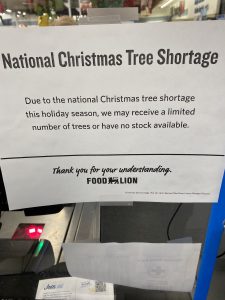 National Christmas Tree Shortage
Due to the national Christmas tree shortage
this holiday season, we may receive a limited
number of trees or have no stock available.
Thank you for your understanding.
FOOD LION